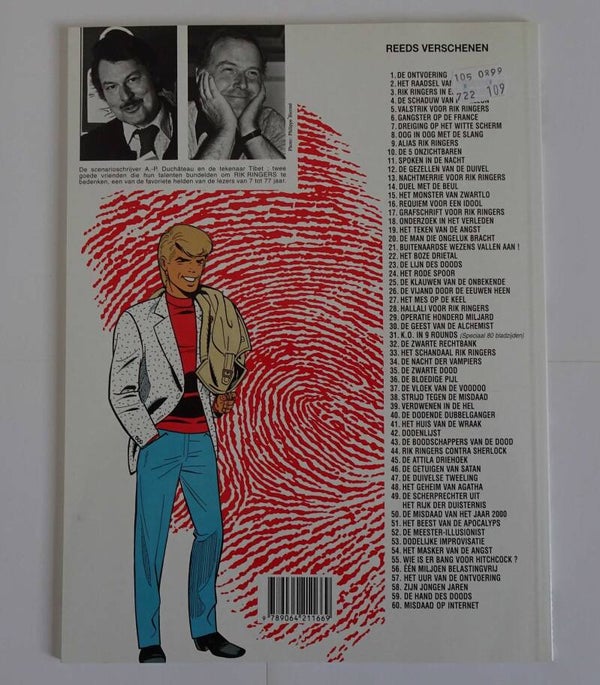 REEDS VERSCHENEN
1. DE ONTVOERING
2. HET RAADSEL VAN
3. RIK RINGERS IN
4. DE SCHADUW VAN
5. VALSTRIK VOOR RIK RINGERS
6. GANGSTER OP DE FRANCE
7. DREIGING OP HET WITTE SCHERM
8. OOG IN OOG MET DE SLANG
9. ALIAS RIK RINGERS
10. DE 5 ONZICHTBAREN
11. SPOKEN IN DE NACHT
12. DE GEZELLEN VAN DE DUIVEL
13. NACHTMERRIE VOOR RIK RINGERS
14. DUEL MET DE BEUL
15. HET MONSTER VAN ZWARTLO
16. REQUIEM VOOR EEN IDOOL
17. GRAFSCHRIFT VOOR RIK RINGERS
18. ONDERZOEK IN HET VERLEDEN
19. HET TEKEN VAN DE ANGST
20. DE MAN DIE ONGELUK BRACHT
21. BUITENAARDSE WEZENS VALLEN AAN !
22. HET BOZE DRIETAL
23. DE LIJN DES DOODS
24. HET RODE SPOOR
25. DE KLAUWEN VAN DE ONBEKENDE
26. DE VIJAND DOOR DE EEUWEN HEEN
27. HET MES OP DE KEEL
28. HALLALI VOOR RIK RINGERS
29. OPERATIE HONDERD MILJARD
30. DE GEEST VAN DE ALCHEMIST
31. K.O. IN 9 ROUNDS (Speciaal 80 bladzijden)
32. DE ZWARTE RECHTBANK
33. HET SCHANDAAL RIK RINGERS
34. DE NACHT DER VAMPIERS
35. DE ZWARTE DOOD
36. DE BLOEDIGE PIJL
37. DE VLOEK VAN DE VOODOO
38. STRIJD TEGEN DE MISDAAD
39. VERDWENEN IN DE HEL
40. DE DODENDE DUBBELGANGER
41. HET HUIS VAN DE WRAAK
42. DODENLIJST
43. DE BOODSCHAPPERS VAN DE DOOD
44. RIK RINGERS CONTRA SHERLOCK
45. DE ATTILA DRIEHOEK
46. DE GETUIGEN VAN SATAN
47. DE DUIVELSE TWEELING
48. HET GEHEIM VAN AGATHA
49. DE SCHERPRECHTER UIT
HET RIJK DER DUISTERNIS
50. DE MISDAAD VAN HET JAAR 2000
51. HET BEEST VAN DE APOCALYPS
52. DE MEESTER-ILLUSIONIST
53. DODELIJKE IMPROVISATIE
54. HET MASKER VAN DE ANGST
55. WIE IS ER BANG VOOR HITCHCOCK ?
56. ÉÉN MILJOEN BELASTINGVRIJ
57. HET UUR VAN DE ONTVOERING
58. ZIJN JONGEN JAREN
59. DE HAND DES DOODS
60. MISDAAD OP INTERNET
105 0899
722 109
Photo: Philippe
De scenarioschrijver A.-P. Duchâteau en de tekenaar Tibet : twee
goede vrienden die hun talenten bundelden om RIK RINGERS te
bedenken, een van de favoriete helden van de lezers van 7 tot 77 jaar.
9 789064 211669